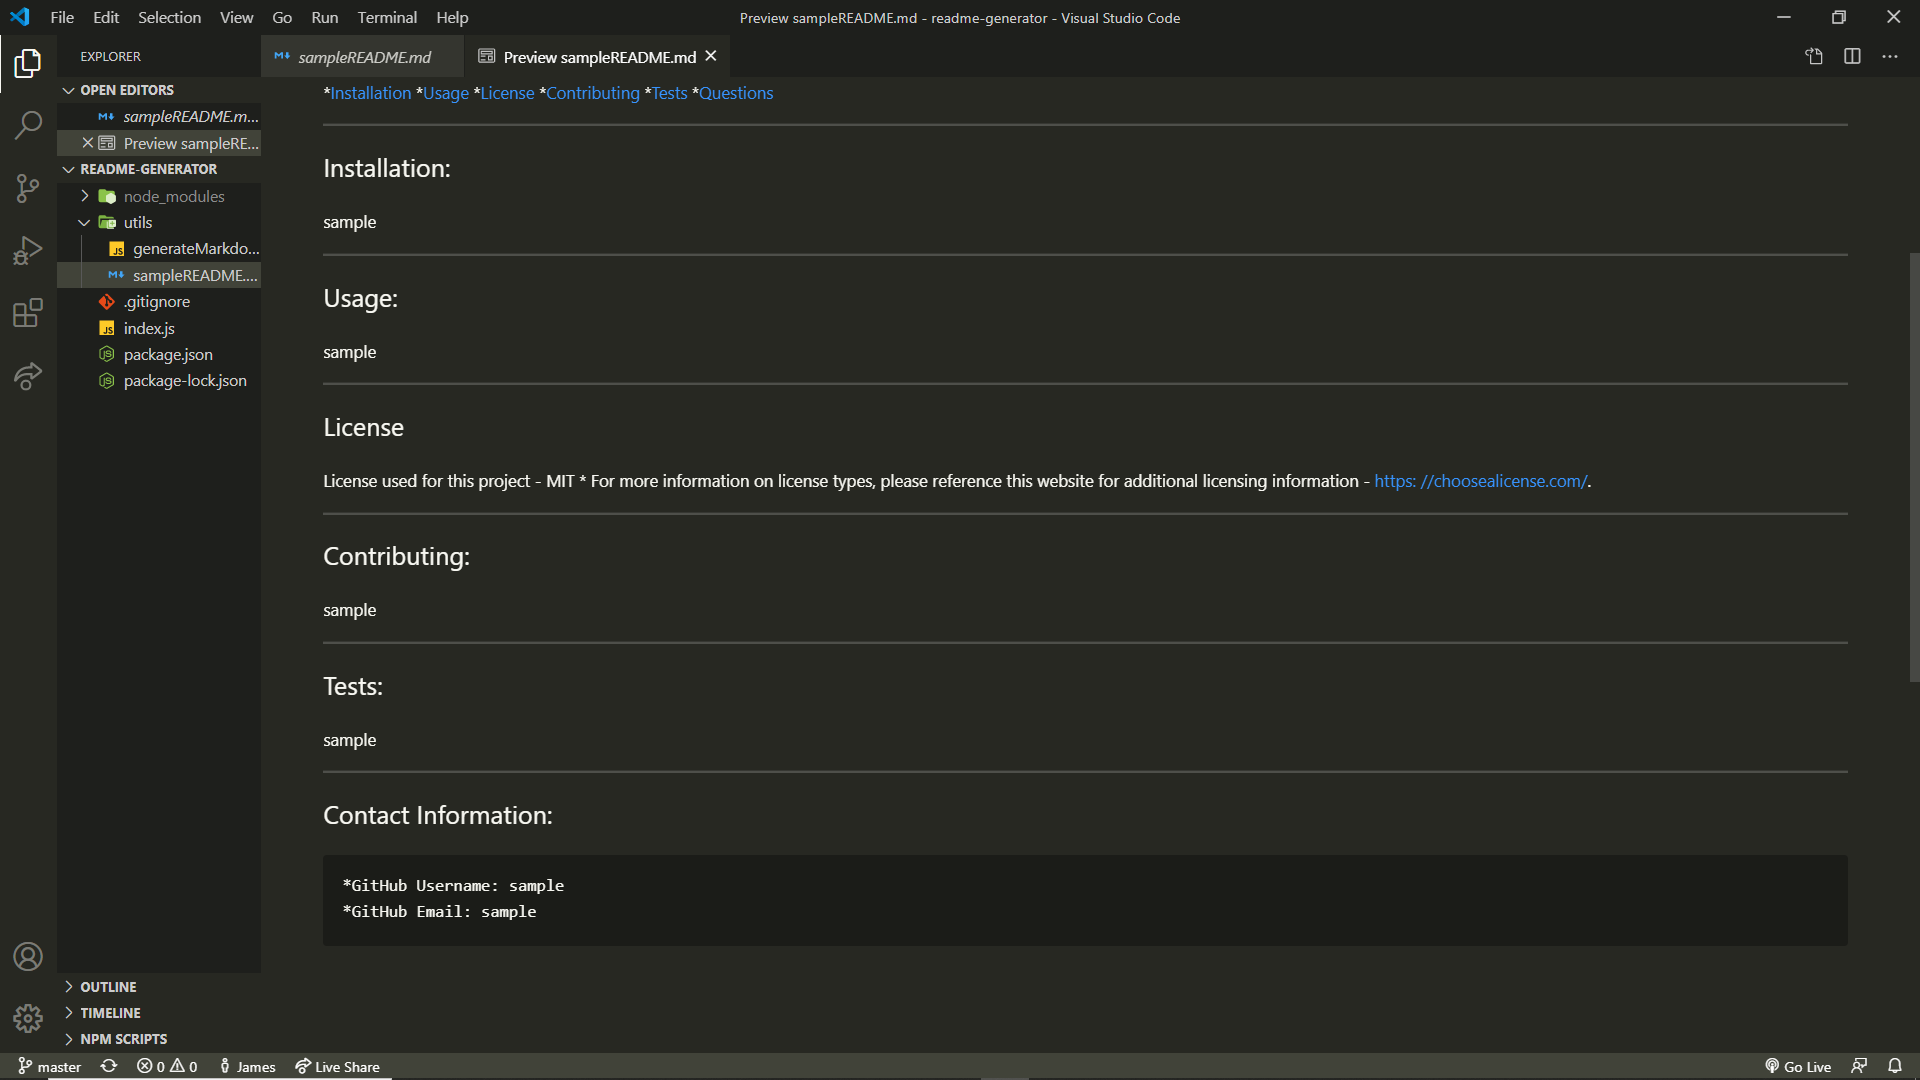 File Edit Selection View Go Run Terminal Help
Preview sampleREADME.md - readme-generator - Visual Studio Code
EXPLORER
OPEN EDITORS
sampleREADME.m...
Preview sampleRE...
README-GENERATOR
node_modules
utils
generateMarkdo...
sampleREADME....
.gitignore
index.js
package.json
package-lock.json
OUTLINE
TIMELINE
NPM SCRIPTS
sampleREADME.md
Preview sampleREADME.md
*Installation *Usage *License *Contributing *Tests *Questions
Installation:
sample
Usage:
sample
License
License used for this project - MIT * For more information on license types, please reference this website for additional licensing information - https: //choosealicense.com/.
Contributing:
sample
Tests:
sample
Contact Information:
*GitHub Username: sample
*GitHub Email: sample
master 0 0 James Live Share
Go Live